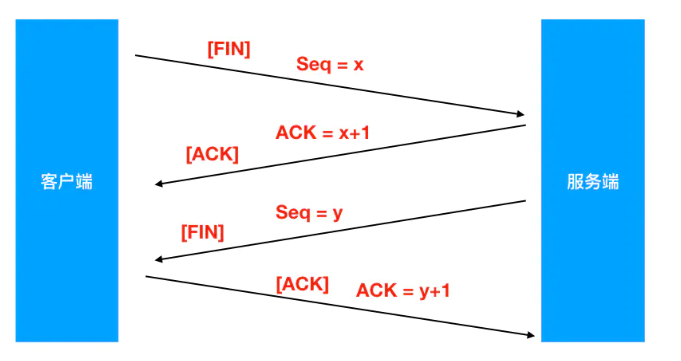 [FIN]
Seq = x
ACK = x+1
[ACK]
客户端
服务端
Seq = y
[FIN]
[ACK]
ACK = y+1